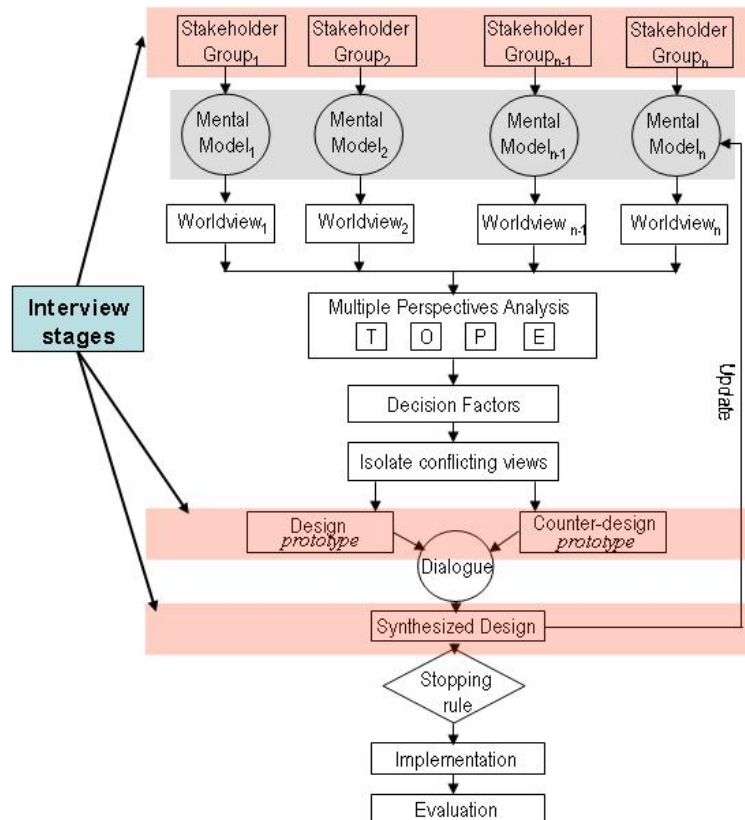 Stakeholder
Group1
Stakeholder
Group2
Stakeholder
Groupn-1
Stakeholder
Groupn
Mental
Model1
Mental
Model2
Mental
Modeln-1
Mental
Modeln
Worldview1
Worldview2
Worldview n-1
Worldviewn
Interview
stages
Multiple Perspectives Analysis
T O P E
Decision Factors
Update
Isolate conflicting views
Design
prototype
Counter-design
prototype
Dialogue
Synthesized Design
Stopping
rule
Implementation
Evaluation